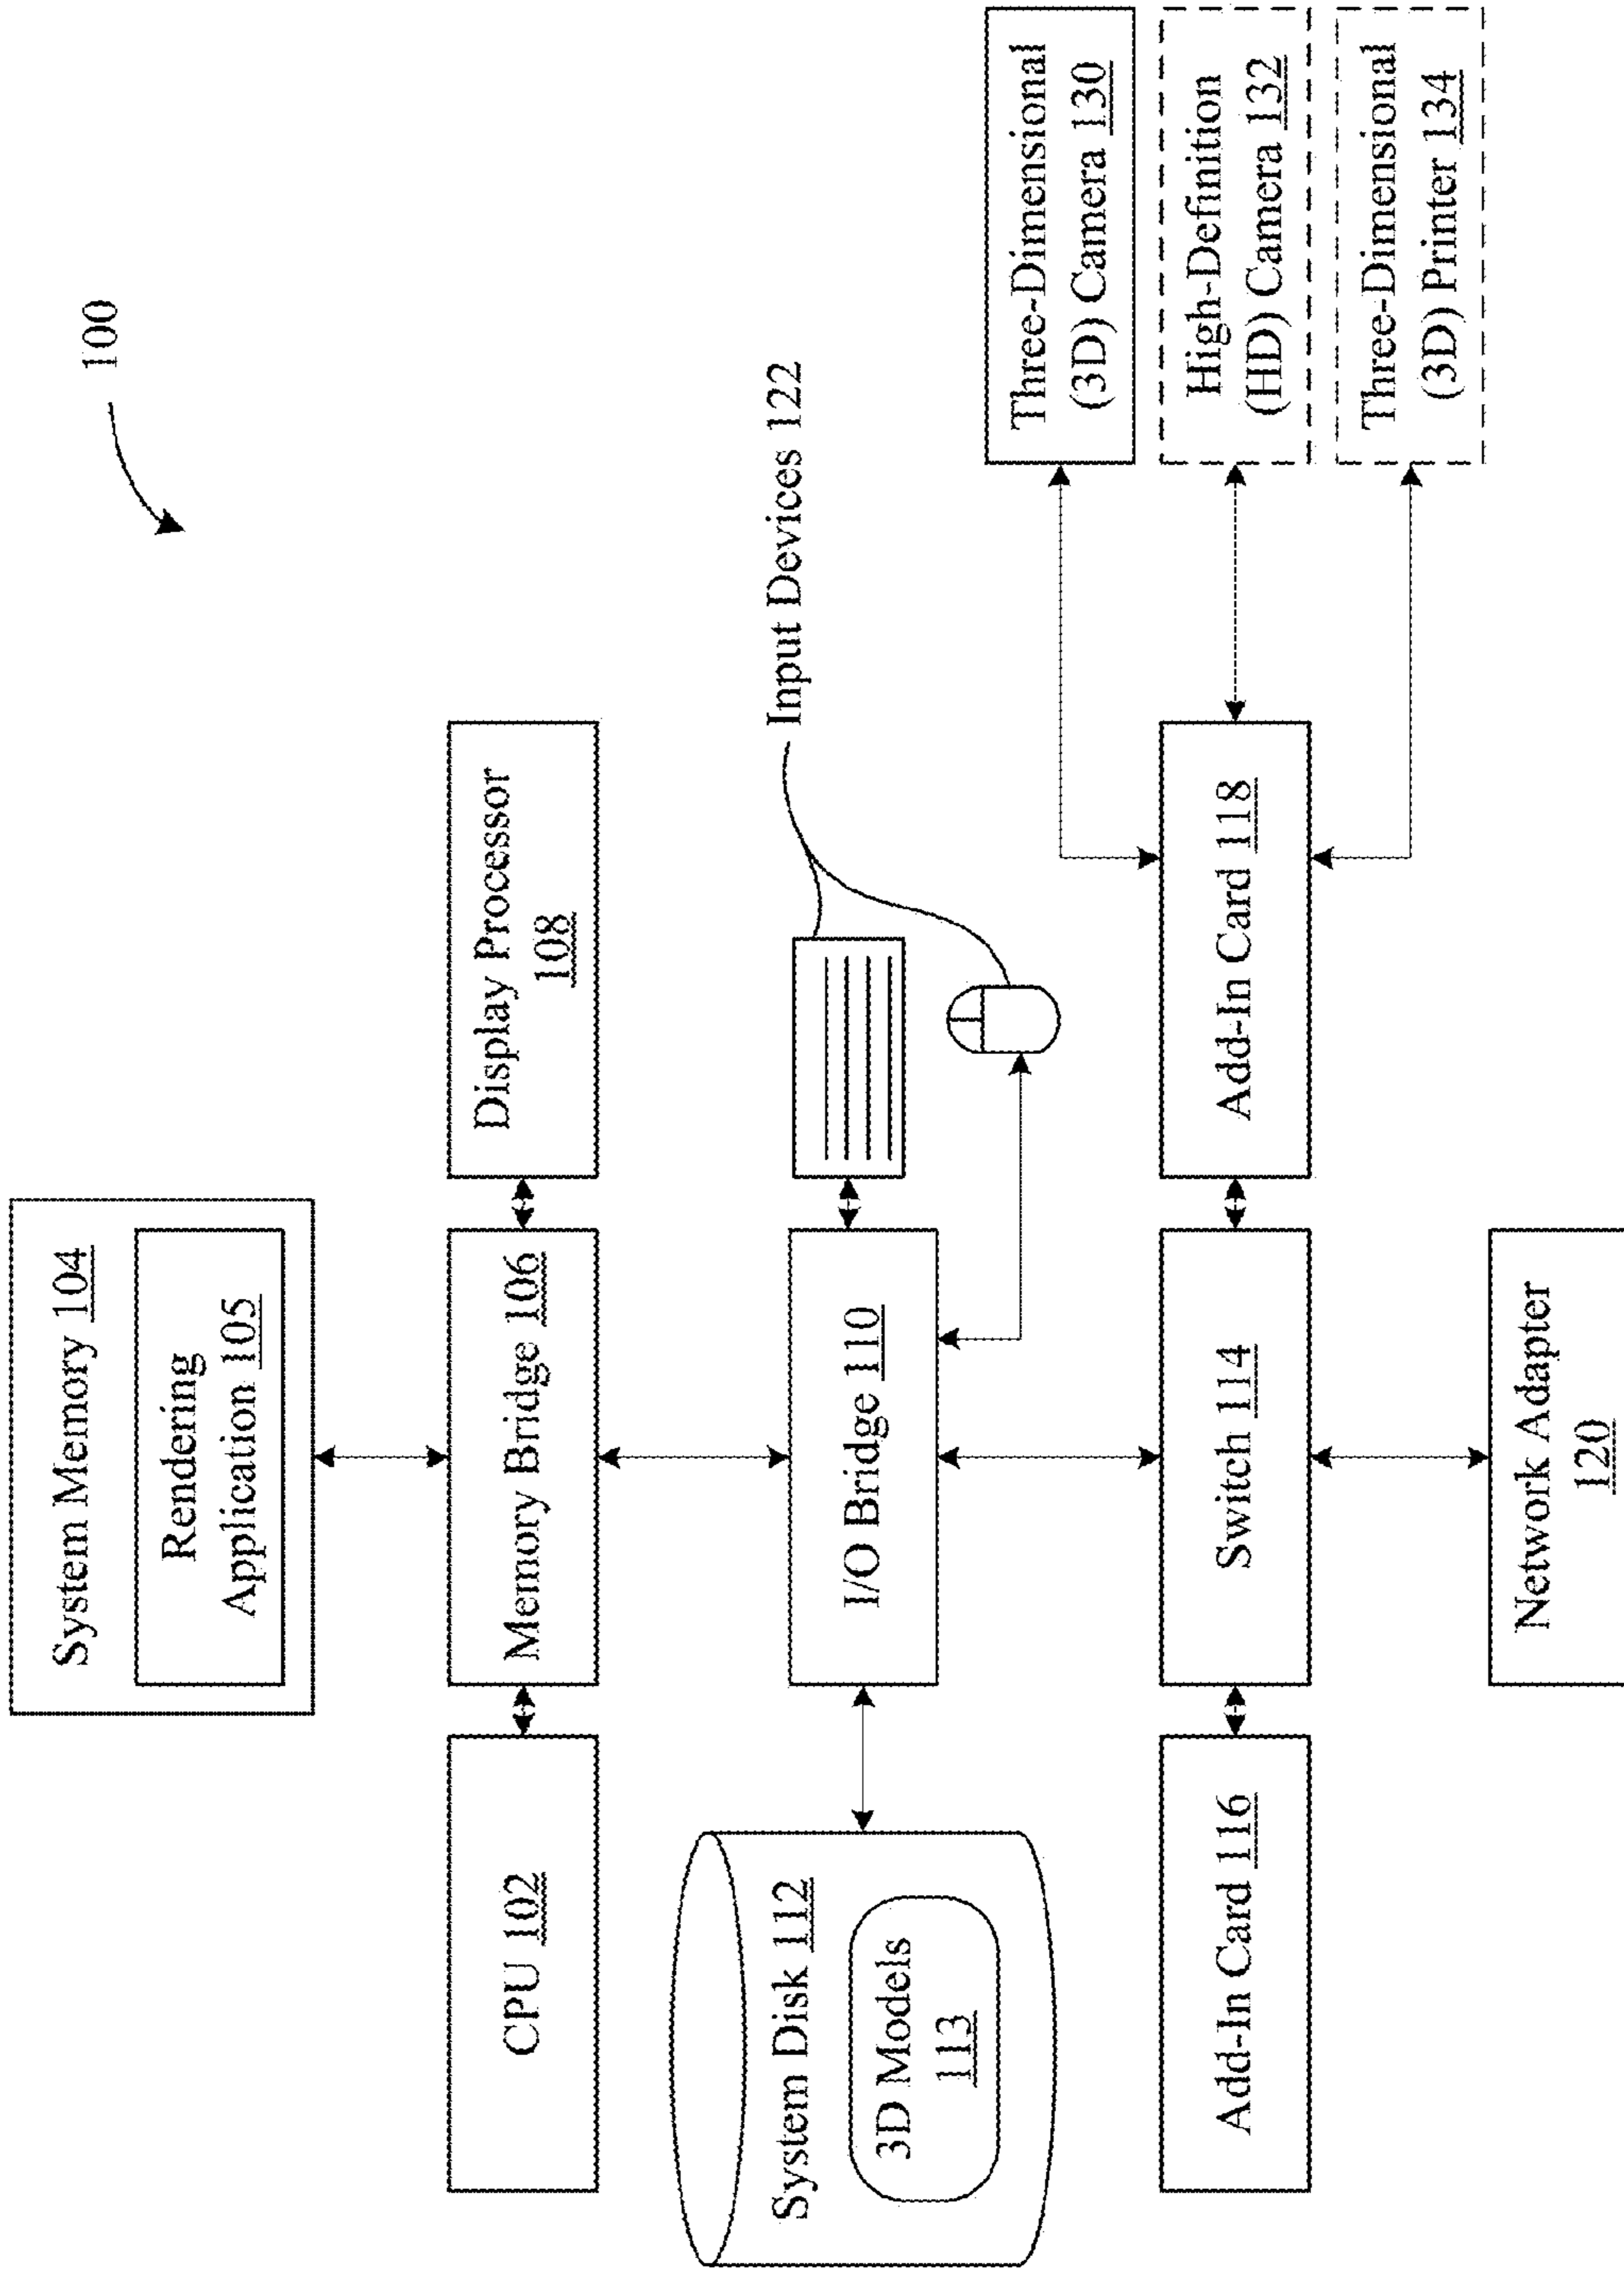 100
System Memory 104
Rendering
Application 105
CPU 102
Memory Bridge 106
Display Processor
108
System Disk 112
3D Models
113
I/O Bridge 110
Input Devices 122
Add-In Card 116
Switch 114
Add-In Card 118
Three-Dimensional
(3D) Camera 130
High-Definition
(HD) Camera 132
Three-Dimensional
(3D) Printer 134
Network Adapter
120